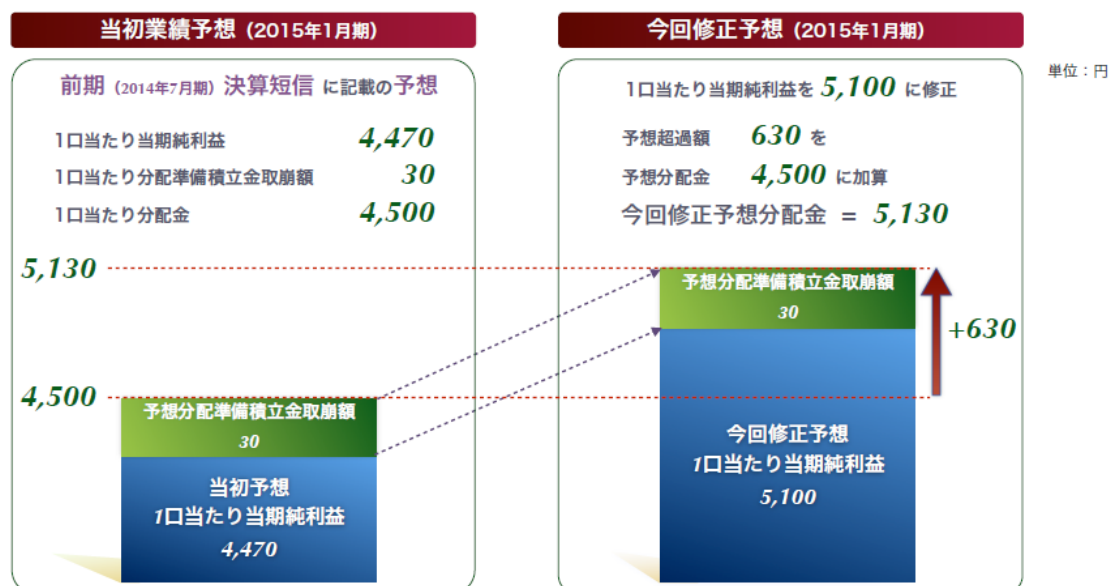 当初業績予想（2015年1月期）
前期（2014年7月期）決算短信 に記載の予想
1口当たり当期純利益 4,470
1口当たり分配準備積立金取崩額 30
1口当たり分配金 4,500
今回修正予想（2015年1月期）
単位：円
1口当たり当期純利益を 5,100 に修正
予想超過額 630 を
予想分配金 4,500 に加算
今回修正予想分配金 = 5,130
5,130
4,500
予想分配準備積立金取崩額
30
当初予想
1口当たり当期純利益
4,470
予想分配準備積立金取崩額
30
+630
今回修正予想
1口当たり当期純利益
5,100